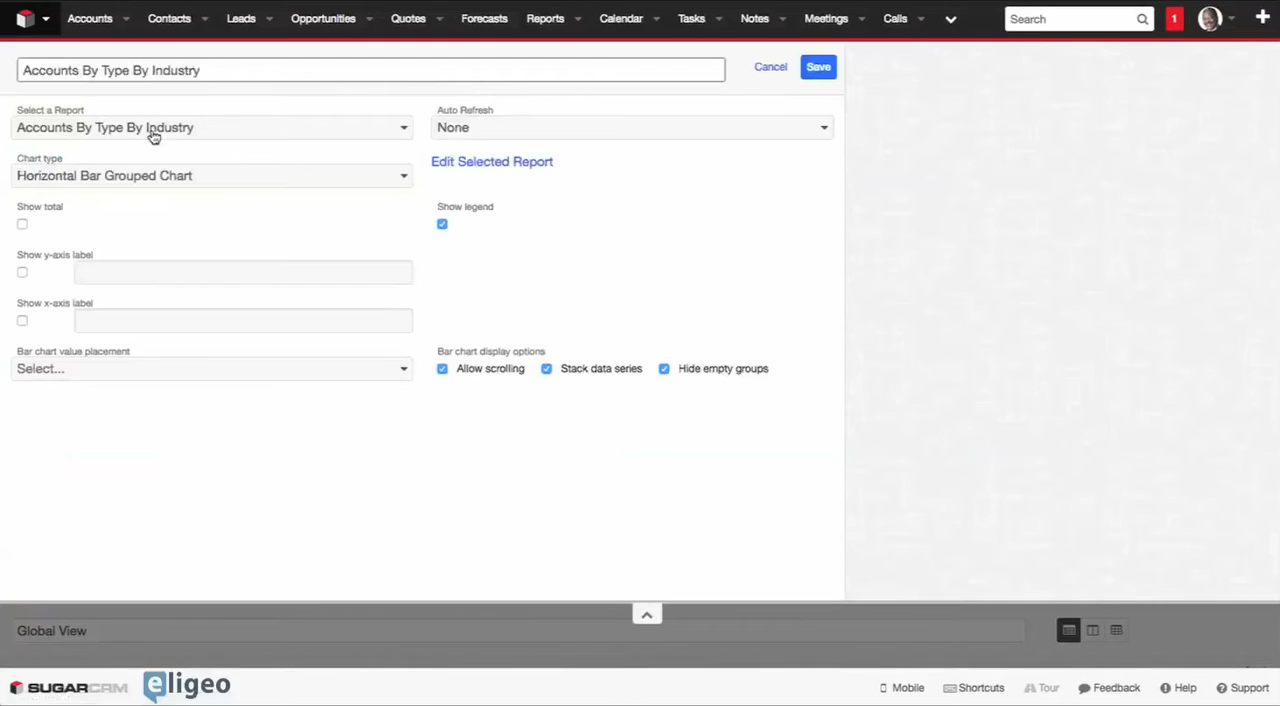 Accounts Contacts Leads Opportunities Quotes Forecasts Reports Calendar Tasks Notes Meetings Calls Search 1
Accounts By Type By Industry Cancel Save
Select a Report Auto Refresh
Accounts By Type By Industry None
Chart type Edit Selected Report
Horizontal Bar Grouped Chart
Show total Show legend
Show y-axis label
Show x-axis label
Bar chart value placement Bar chart display options
Select... Allow scrolling Stack data series Hide empty groups
Global View
SUGARCRM eligeo Mobile Shortcuts Tour Feedback Help Support